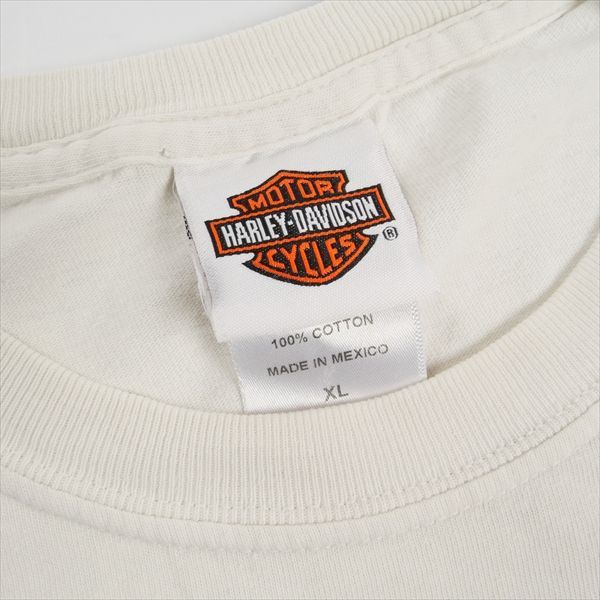 MOTOR
HARLEY-DAVIDSON
CYCLES
®
100% COTTON
MADE IN MEXICO
XL